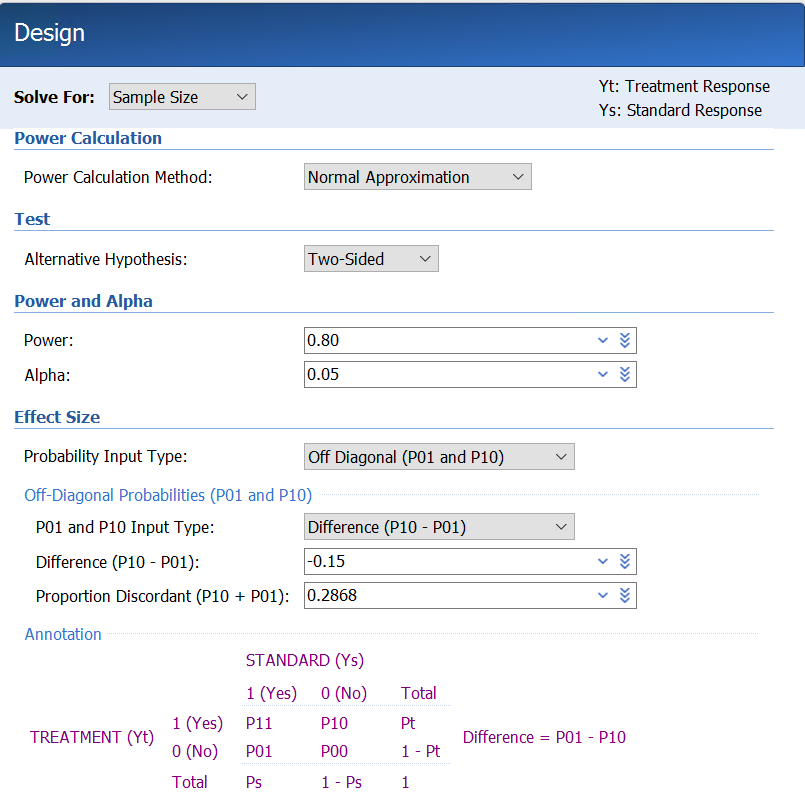 Design
Solve For: Sample Size
Yt: Treatment Response
Ys: Standard Response
Power Calculation
Power Calculation Method: Normal Approximation
Test
Alternative Hypothesis: Two-Sided
Power and Alpha
Power: 0.80
Alpha: 0.05
Effect Size
Probability Input Type: Off Diagonal (P01 and P10)
Off-Diagonal Probabilities (P01 and P10)
P01 and P10 Input Type: Difference (P10 - P01)
Difference (P10 - P01): -0.15
Proportion Discordant (P10 + P01): 0.2868
Annotation
STANDARD (Ys)
1 (Yes) 0 (No) Total
1 (Yes) P11 P10 Pt
TREATMENT (Yt) Difference = P01 - P10
0 (No) P01 P00 1 - Pt
Total Ps 1 - Ps 1